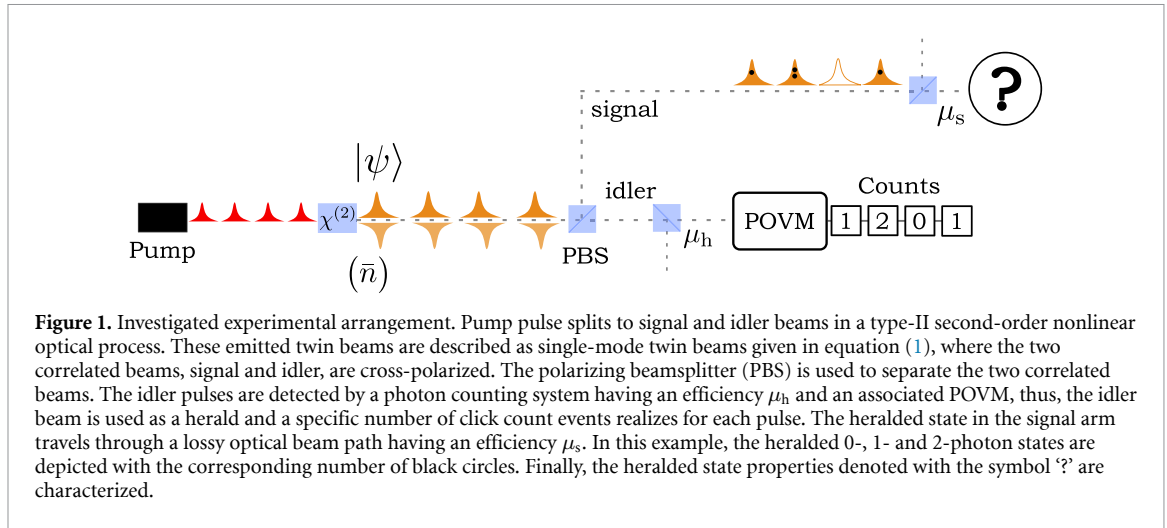 ?
signal
μs
|ψ⟩
idler
Counts
χ(2)
POVM
1 2 0 1
Pump
μh
PBS
(n̄)
Figure 1. Investigated experimental arrangement. Pump pulse splits to signal and idler beams in a type-II second-order nonlinear
optical process. These emitted twin beams are described as single-mode twin beams given in equation (1), where the two
correlated beams, signal and idler, are cross-polarized. The polarizing beamsplitter (PBS) is used to separate the two correlated
beams. The idler pulses are detected by a photon counting system having an efficiency μh and an associated POVM, thus, the idler
beam is used as a herald and a specific number of click count events realizes for each pulse. The heralded state in the signal arm
travels through a lossy optical beam path having an efficiency μs. In this example, the heralded 0-, 1- and 2-photon states are
depicted with the corresponding number of black circles. Finally, the heralded state properties denoted with the symbol ‘?’ are
characterized.